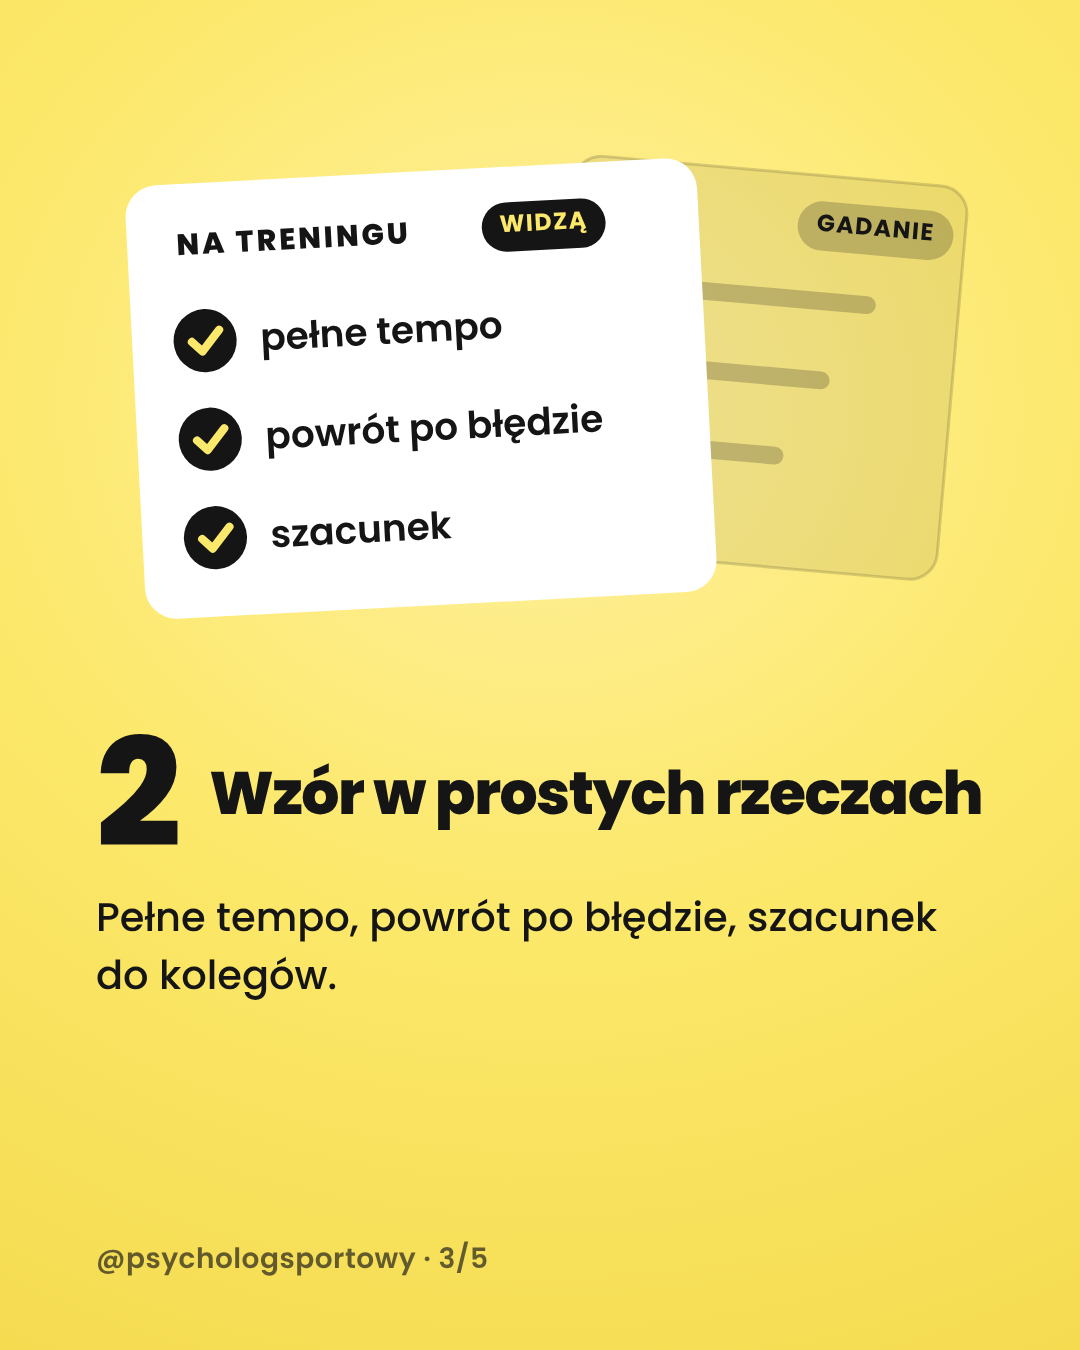 NA TRENINGU WIDZĄ
GADANIE
pełne tempo
powrót po błędzie
szacunek
2 Wzór w prostych rzeczach
Pełne tempo, powrót po błędzie, szacunek
do kolegów.
@psychologsportowy · 3/5